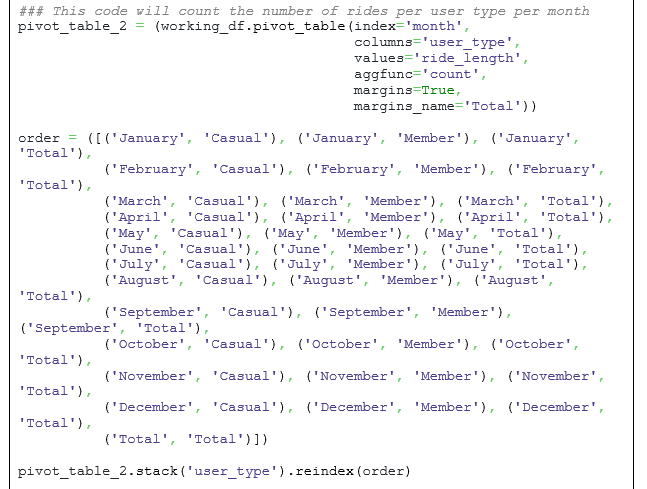 ### This code will count the number of rides per user type per month
pivot_table_2 = (working_df.pivot_table(index='month',
columns='user_type',
values='ride_length',
aggfunc='count',
margins=True,
margins_name='Total'))
order = ([('January', 'Casual'), ('January', 'Member'), ('January',
'Total'),
('February', 'Casual'), ('February', 'Member'), ('February',
'Total'),
('March', 'Casual'), ('March', 'Member'), ('March', 'Total'),
('April', 'Casual'), ('April', 'Member'), ('April', 'Total'),
('May', 'Casual'), ('May', 'Member'), ('May', 'Total'),
('June', 'Casual'), ('June', 'Member'), ('June', 'Total'),
('July', 'Casual'), ('July', 'Member'), ('July', 'Total'),
('August', 'Casual'), ('August', 'Member'), ('August',
'Total'),
('September', 'Casual'), ('September', 'Member'),
('September', 'Total'),
('October', 'Casual'), ('October', 'Member'), ('October',
'Total'),
('November', 'Casual'), ('November', 'Member'), ('November',
'Total'),
('December', 'Casual'), ('December', 'Member'), ('December',
'Total'),
('Total', 'Total')])
pivot_table_2.stack('user_type').reindex(order)